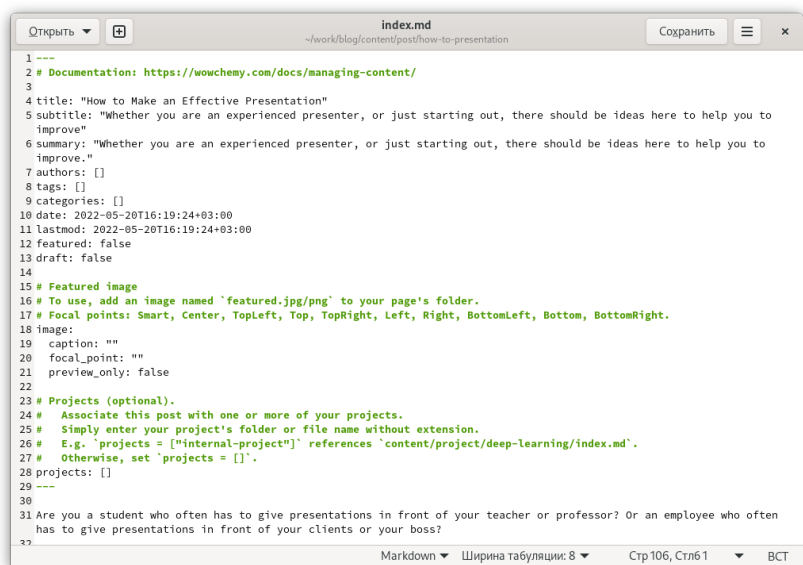 Открыть
index.md
~/work/blog/content/post/how-to-presentation
Сохранить
1 ---
2 # Documentation: https://wowchemy.com/docs/managing-content/
3
4 title: "How to Make an Effective Presentation"
5 subtitle: "Whether you are an experienced presenter, or just starting out, there should be ideas here to help you to
improve"
6 summary: "Whether you are an experienced presenter, or just starting out, there should be ideas here to help you to
improve."
7 authors: []
8 tags: []
9 categories: []
10 date: 2022-05-20T16:19:24+03:00
11 lastmod: 2022-05-20T16:19:24+03:00
12 featured: false
13 draft: false
14
15 # Featured image
16 # To use, add an image named `featured.jpg/png` to your page's folder.
17 # Focal points: Smart, Center, TopLeft, Top, TopRight, Left, Right, BottomLeft, Bottom, BottomRight.
18 image:
19   caption: ""
20   focal_point: ""
21   preview_only: false
22
23 # Projects (optional).
24 #   Associate this post with one or more of your projects.
25 #   Simply enter your project's folder or file name without extension.
26 #   E.g. `projects = ["internal-project"]` references `content/project/deep-learning/index.md`.
27 #   Otherwise, set `projects = []`.
28 projects: []
29 ---
30
31 Are you a student who often has to give presentations in front of your teacher or professor? Or an employee who often
has to give presentations in front of your clients or your boss?
32
Markdown Ширина табуляции: 8 Стр 106, Стлб 1 ВСТ